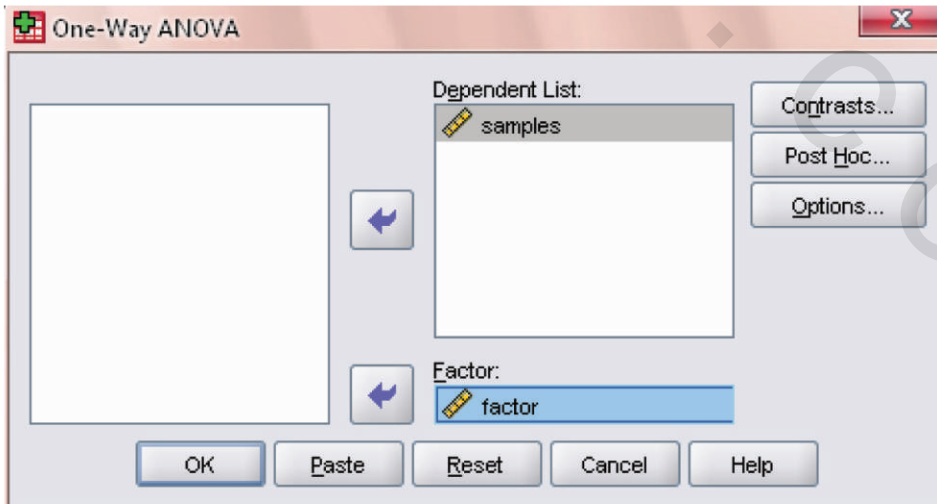 One-Way ANOVA
Dependent List:
samples
Contrasts...
Post Hoc...
Options...
Factor:
factor
OK
Paste
Reset
Cancel
Help